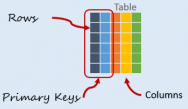 Table
Rows
Primary Keys
Columns